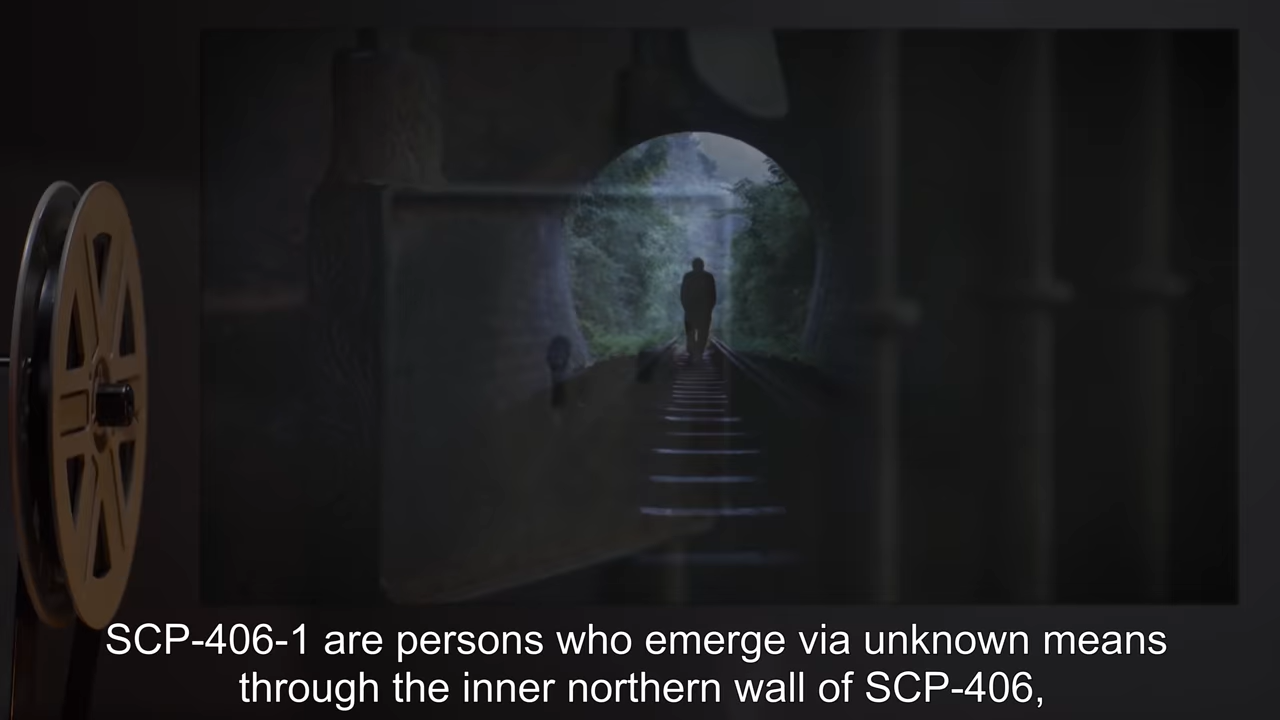 SCP-406-1 are persons who emerge via unknown means
through the inner northern wall of SCP-406,